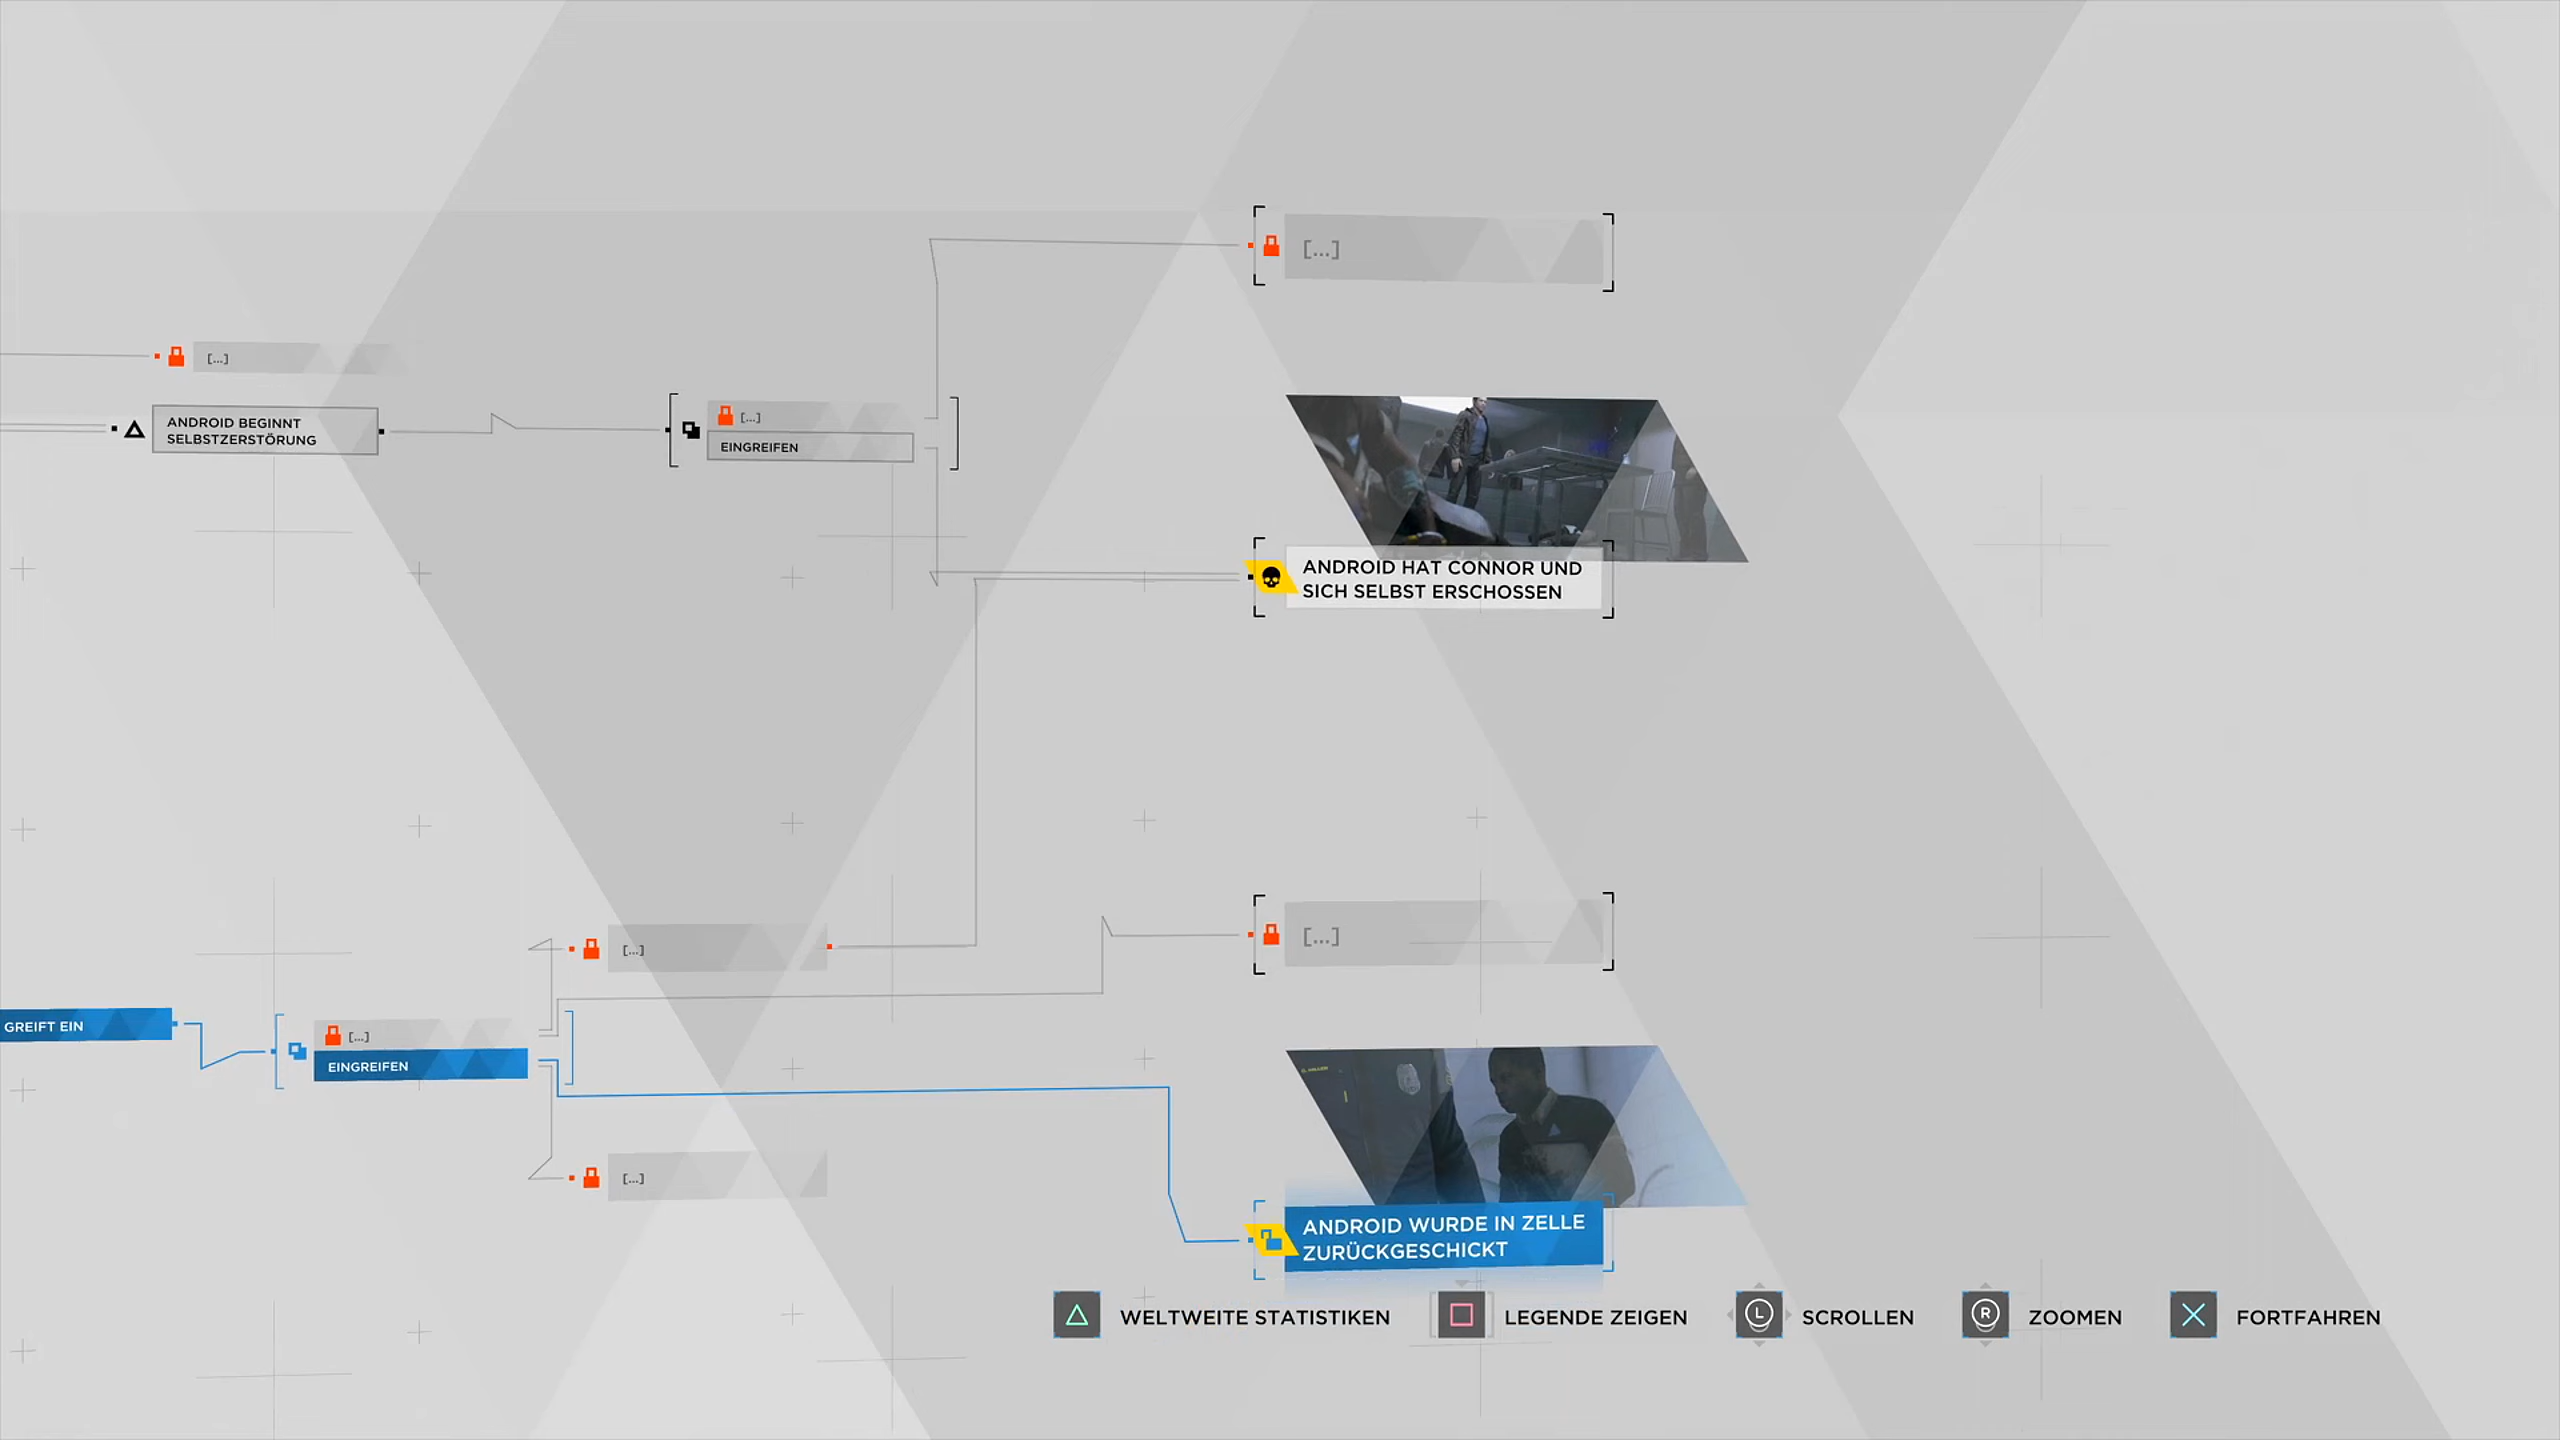 [...]
[...]
ANDROID BEGINNT
SELBSTZERSTÖRUNG
[...]
EINGREIFEN
ANDROID HAT CONNOR UND
SICH SELBST ERSCHOSSEN
[...]
[...]
GREIFT EIN
[...]
EINGREIFEN
[...]
ANDROID WURDE IN ZELLE
ZURÜCKGESCHICKT
WELTWEITE STATISTIKEN
LEGENDE ZEIGEN
L
SCROLLEN
R
ZOOMEN
FORTFAHREN